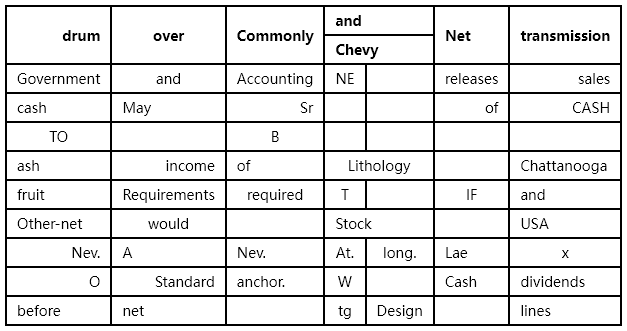 drum over Commonly and Net transmission
Chevy
Government and Accounting NE releases sales
cash May Sr of CASH
TO B
ash income of Lithology Chattanooga
fruit Requirements required T IF and
Other-net would Stock USA
Nev. A Nev. At. long. Lae x
O Standard anchor. W Cash dividends
before net tg Design lines